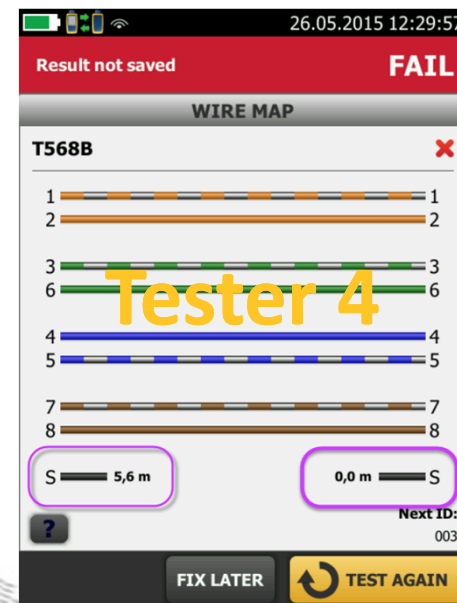 26.05.2015 12:29:57
Result not saved FAIL
WIRE MAP
T568B
1 1
2 2
3 3
6 6
Tester 4
4 4
5 5
7 7
8 8
S 5,6 m 0,0 m S
Next ID:
? 003
FIX LATER TEST AGAIN